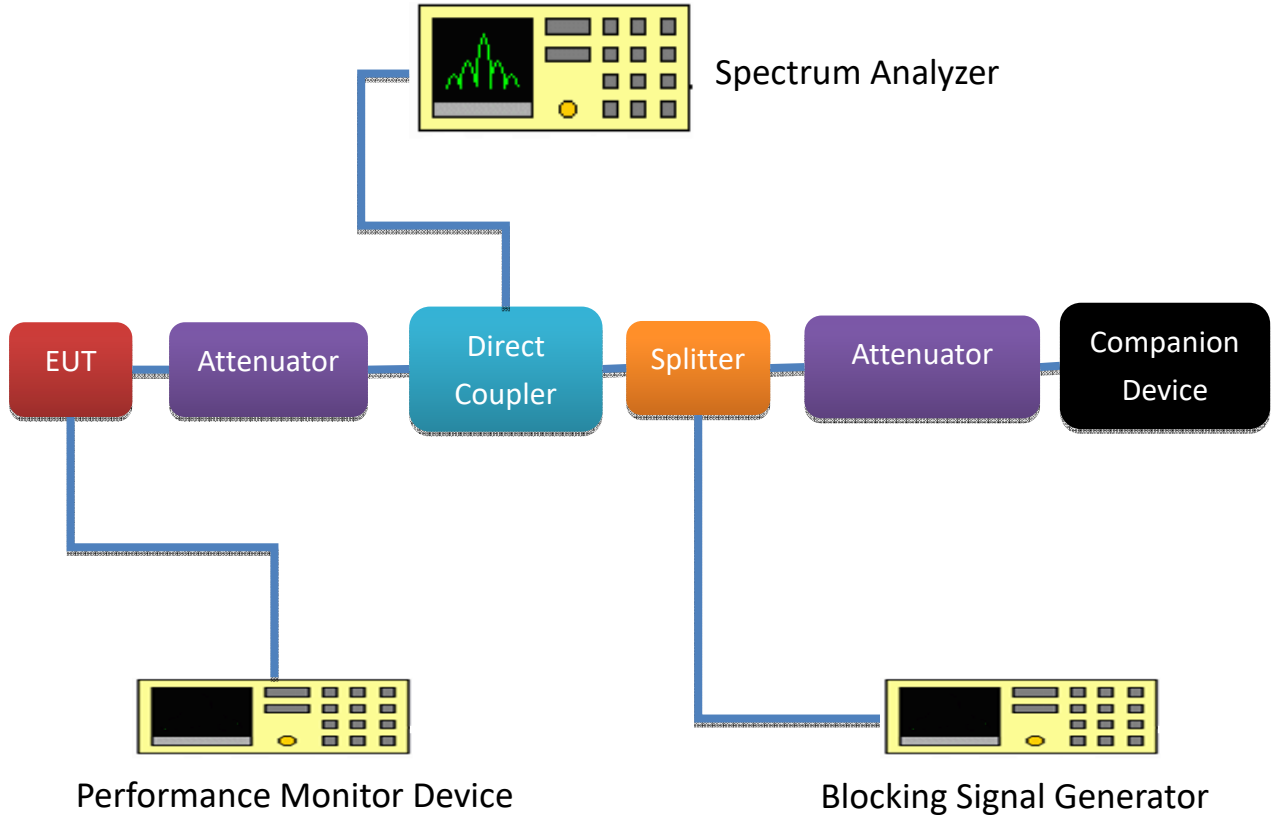 Spectrum Analyzer
EUT
Attenuator
Direct
Coupler
Splitter
Attenuator
Companion
Device
Performance Monitor Device
Blocking Signal Generator